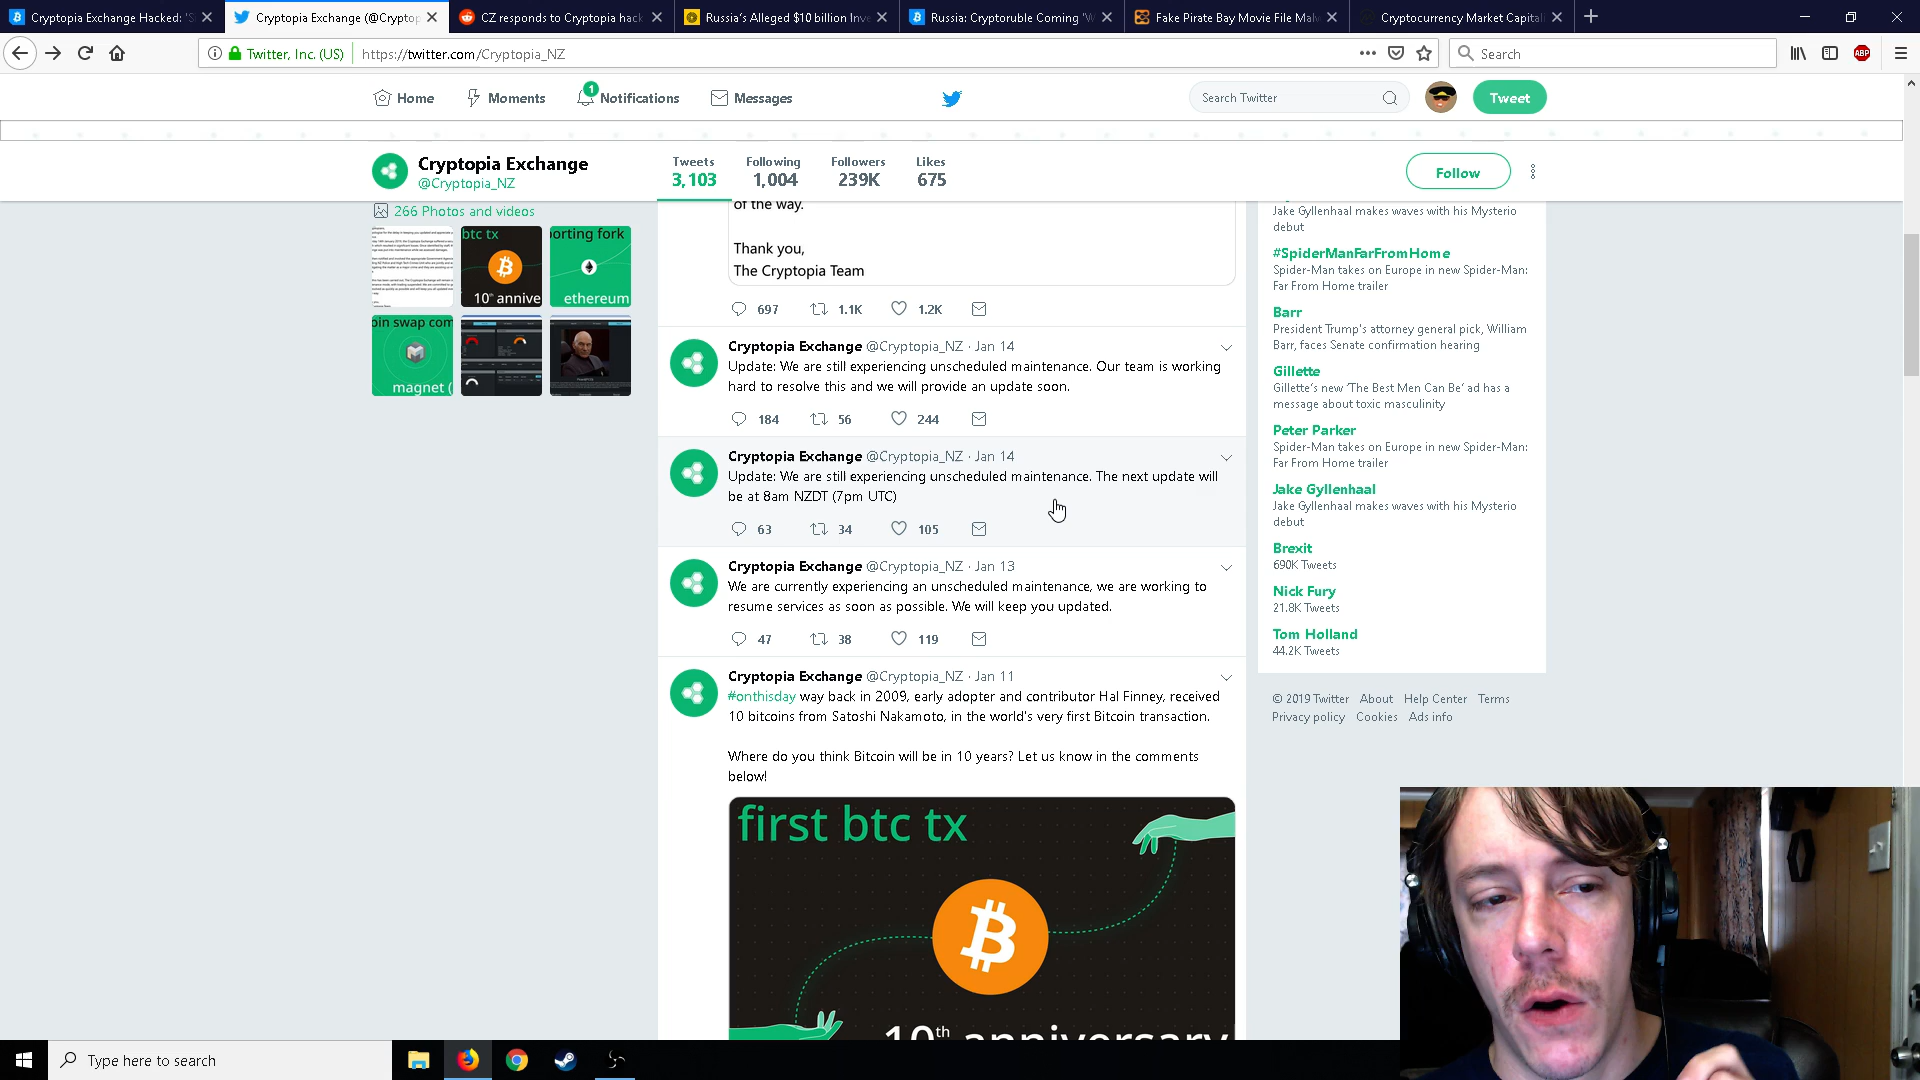 Cryptopia Exchange Hacked: 'S
Cryptopia Exchange (@Cryptop
CZ responds to Cryptopia hack
Russia's Alleged $10 billion Inve
Russia: Cryptoruble Coming 'W
Fake Pirate Bay Movie File Malw
Cryptocurrency Market Capitali
Twitter, Inc. (US)
https://twitter.com/Cryptopia_NZ
Search
ABP
Home
Moments
1
Notifications
Messages
Search Twitter
Tweet
Cryptopia Exchange
@Cryptopia_NZ
Tweets
3,103
Following
1,004
Followers
239K
Likes
675
Follow
266 Photos and videos
btc tx
10th annive
porting fork
ethereum
oin swap com
magnet (
of the way.
Thank you,
The Cryptopia Team
697
1.1K
1.2K
Cryptopia Exchange @Cryptopia_NZ · Jan 14
Update: We are still experiencing unscheduled maintenance. Our team is working
hard to resolve this and we will provide an update soon.
184
56
244
Cryptopia Exchange @Cryptopia_NZ · Jan 14
Update: We are still experiencing unscheduled maintenance. The next update will
be at 8am NZDT (7pm UTC)
63
34
105
Cryptopia Exchange @Cryptopia_NZ · Jan 13
We are currently experiencing an unscheduled maintenance, we are working to
resume services as soon as possible. We will keep you updated.
47
38
119
Cryptopia Exchange @Cryptopia_NZ · Jan 11
#onthisday way back in 2009, early adopter and contributor Hal Finney, received
10 bitcoins from Satoshi Nakamoto, in the world's very first Bitcoin transaction.
Where do you think Bitcoin will be in 10 years? Let us know in the comments
below!
first btc tx
10th anniversary
Jake Gyllenhaal makes waves with his Mysterio
debut
#SpiderManFarFromHome
Spider-Man takes on Europe in new Spider-Man:
Far From Home trailer
Barr
President Trump's attorney general pick, William
Barr, faces Senate confirmation hearing
Gillette
Gillette's new 'The Best Men Can Be' ad has a
message about toxic masculinity
Peter Parker
Spider-Man takes on Europe in new Spider-Man:
Far From Home trailer
Jake Gyllenhaal
Jake Gyllenhaal makes waves with his Mysterio
debut
Brexit
690K Tweets
Nick Fury
21.8K Tweets
Tom Holland
44.2K Tweets
© 2019 Twitter About Help Center Terms
Privacy policy Cookies Ads info
Type here to search